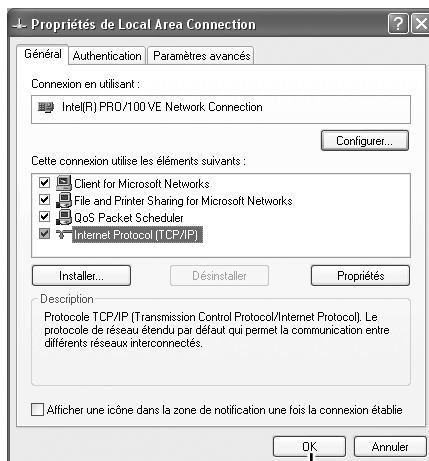 Propriétés de Local Area Connection
Général Authentication Paramètres avancés
Connexion en utilisant :
Intel(R) PRO/100 VE Network Connection
Configurer...
Cette connexion utilise les éléments suivants :
Client for Microsoft Networks
File and Printer Sharing for Microsoft Networks
QoS Packet Scheduler
Internet Protocol (TCP/IP)
Installer... Désinstaller Propriétés
Description
Protocole TCP/IP (Transmission Control Protocol/Internet Protocol). Le
protocole de réseau étendu par défaut qui permet la communication entre
différents réseaux interconnectés.
Afficher une icône dans la zone de notification une fois la connexion établie
OK Annuler